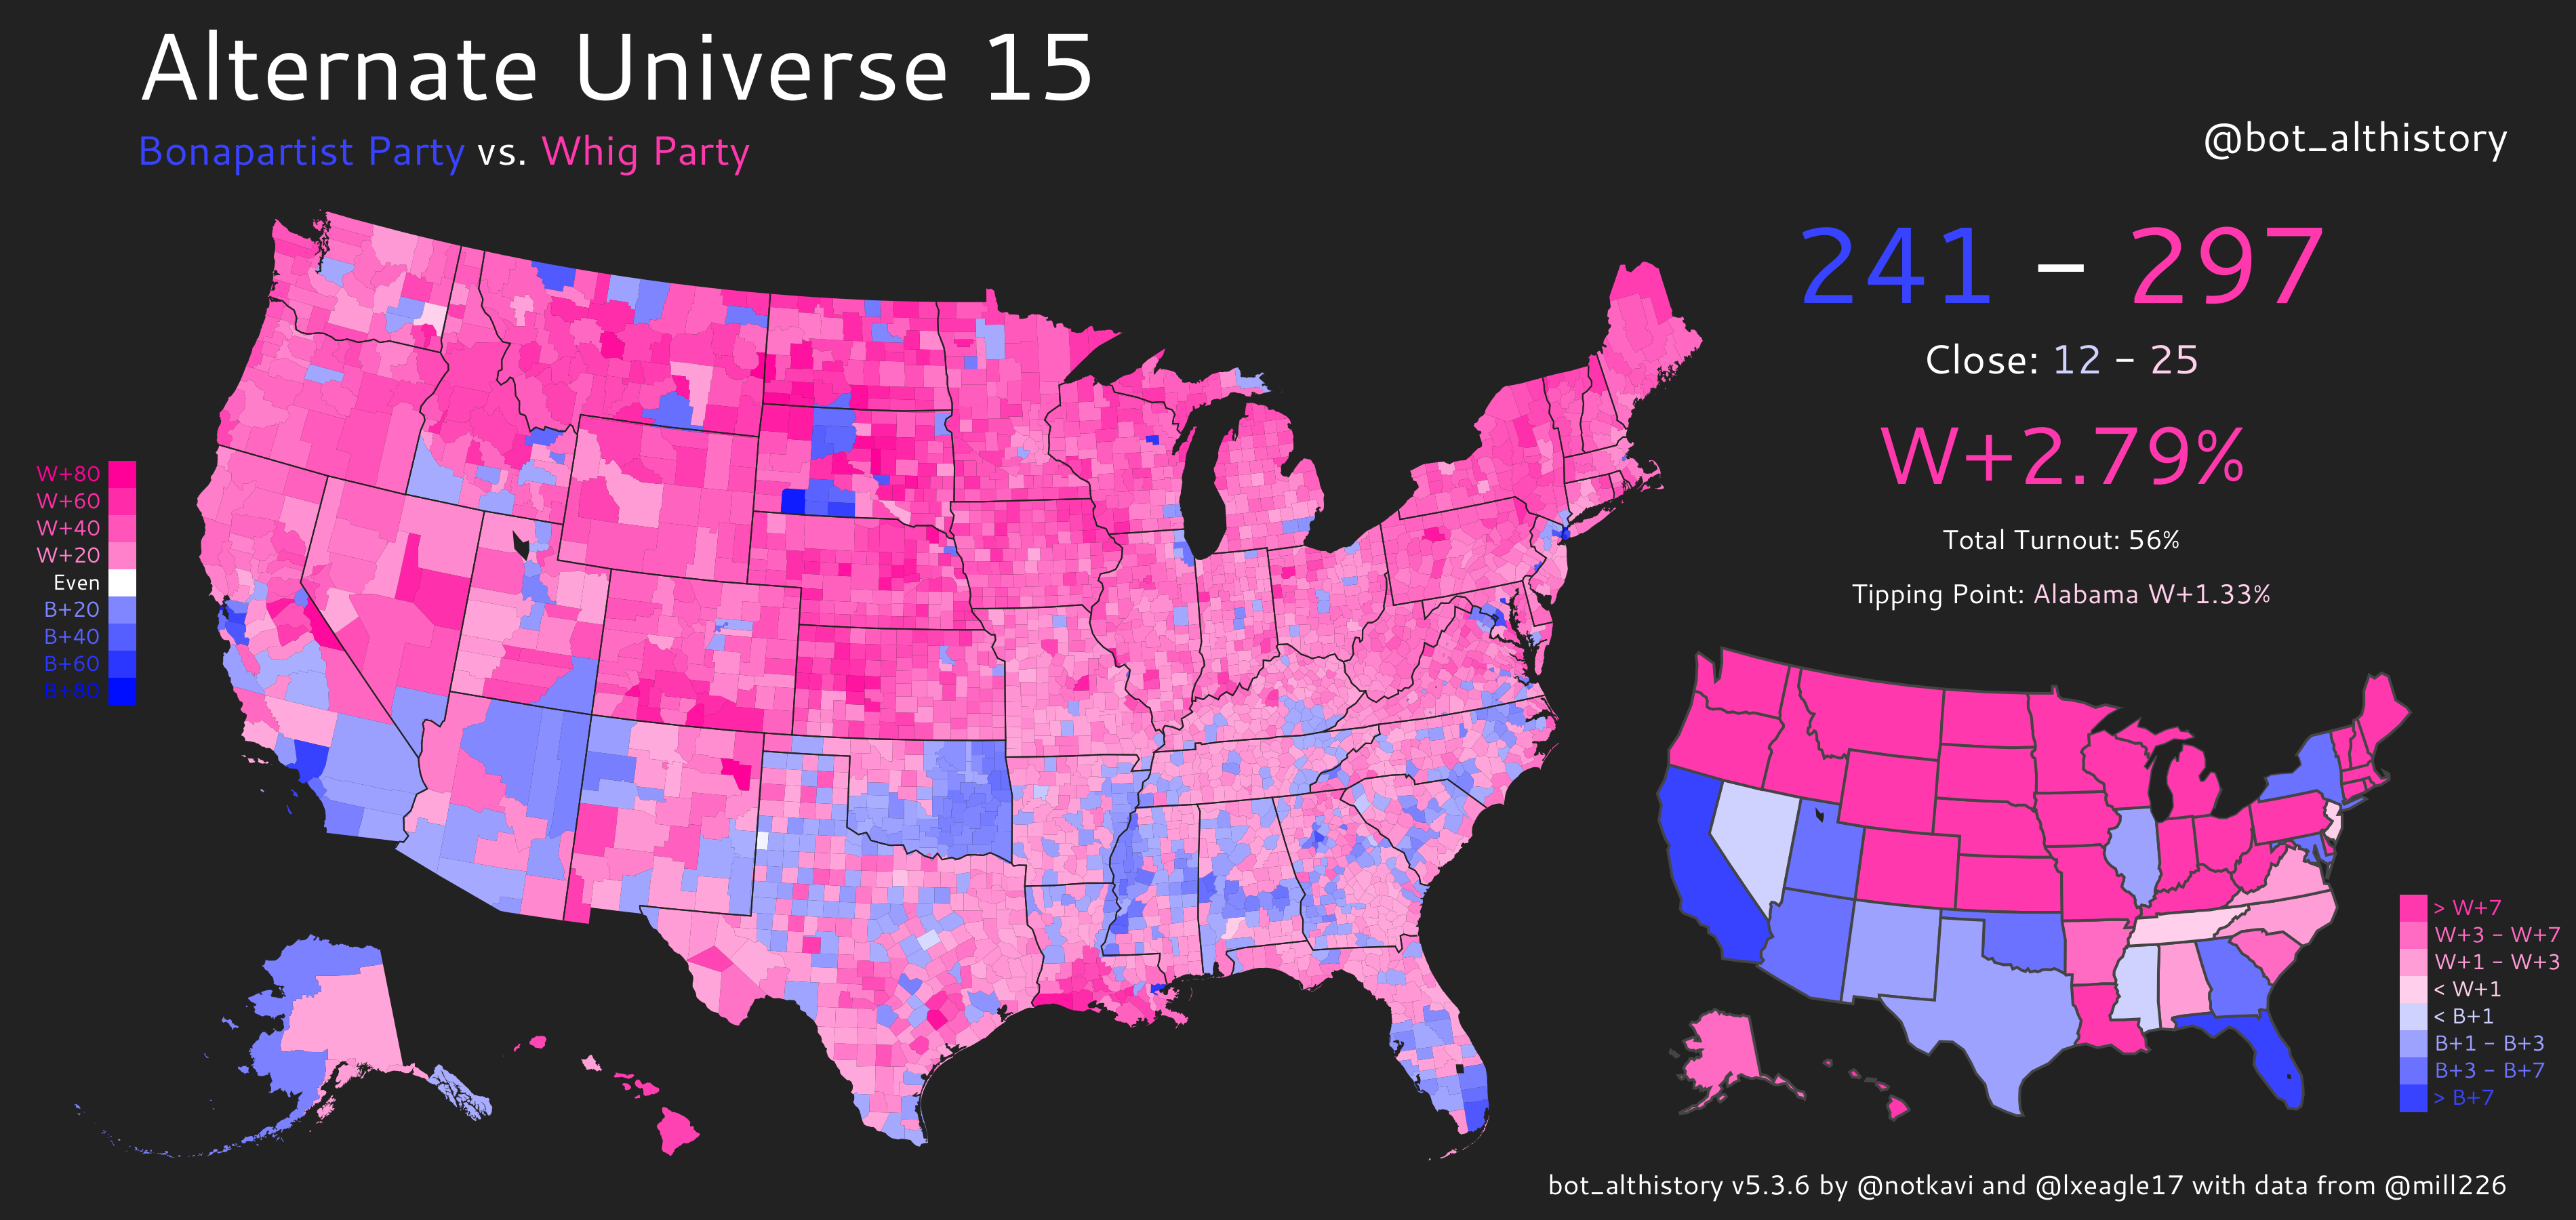 Alternate Universe 15
Bonapartist Party vs. Whig Party
@bot_althistory
241 – 297
Close: 12 – 25
W+2.79%
Total Turnout: 56%
Tipping Point: Alabama W+1.33%
W+80
W+60
W+40
W+20
Even
B+20
B+40
B+60
B+80
> W+7
W+3 – W+7
W+1 – W+3
< W+1
< B+1
B+1 – B+3
B+3 – B+7
> B+7
bot_althistory v5.3.6 by @notkavi and @lxeagle17 with data from @mill226